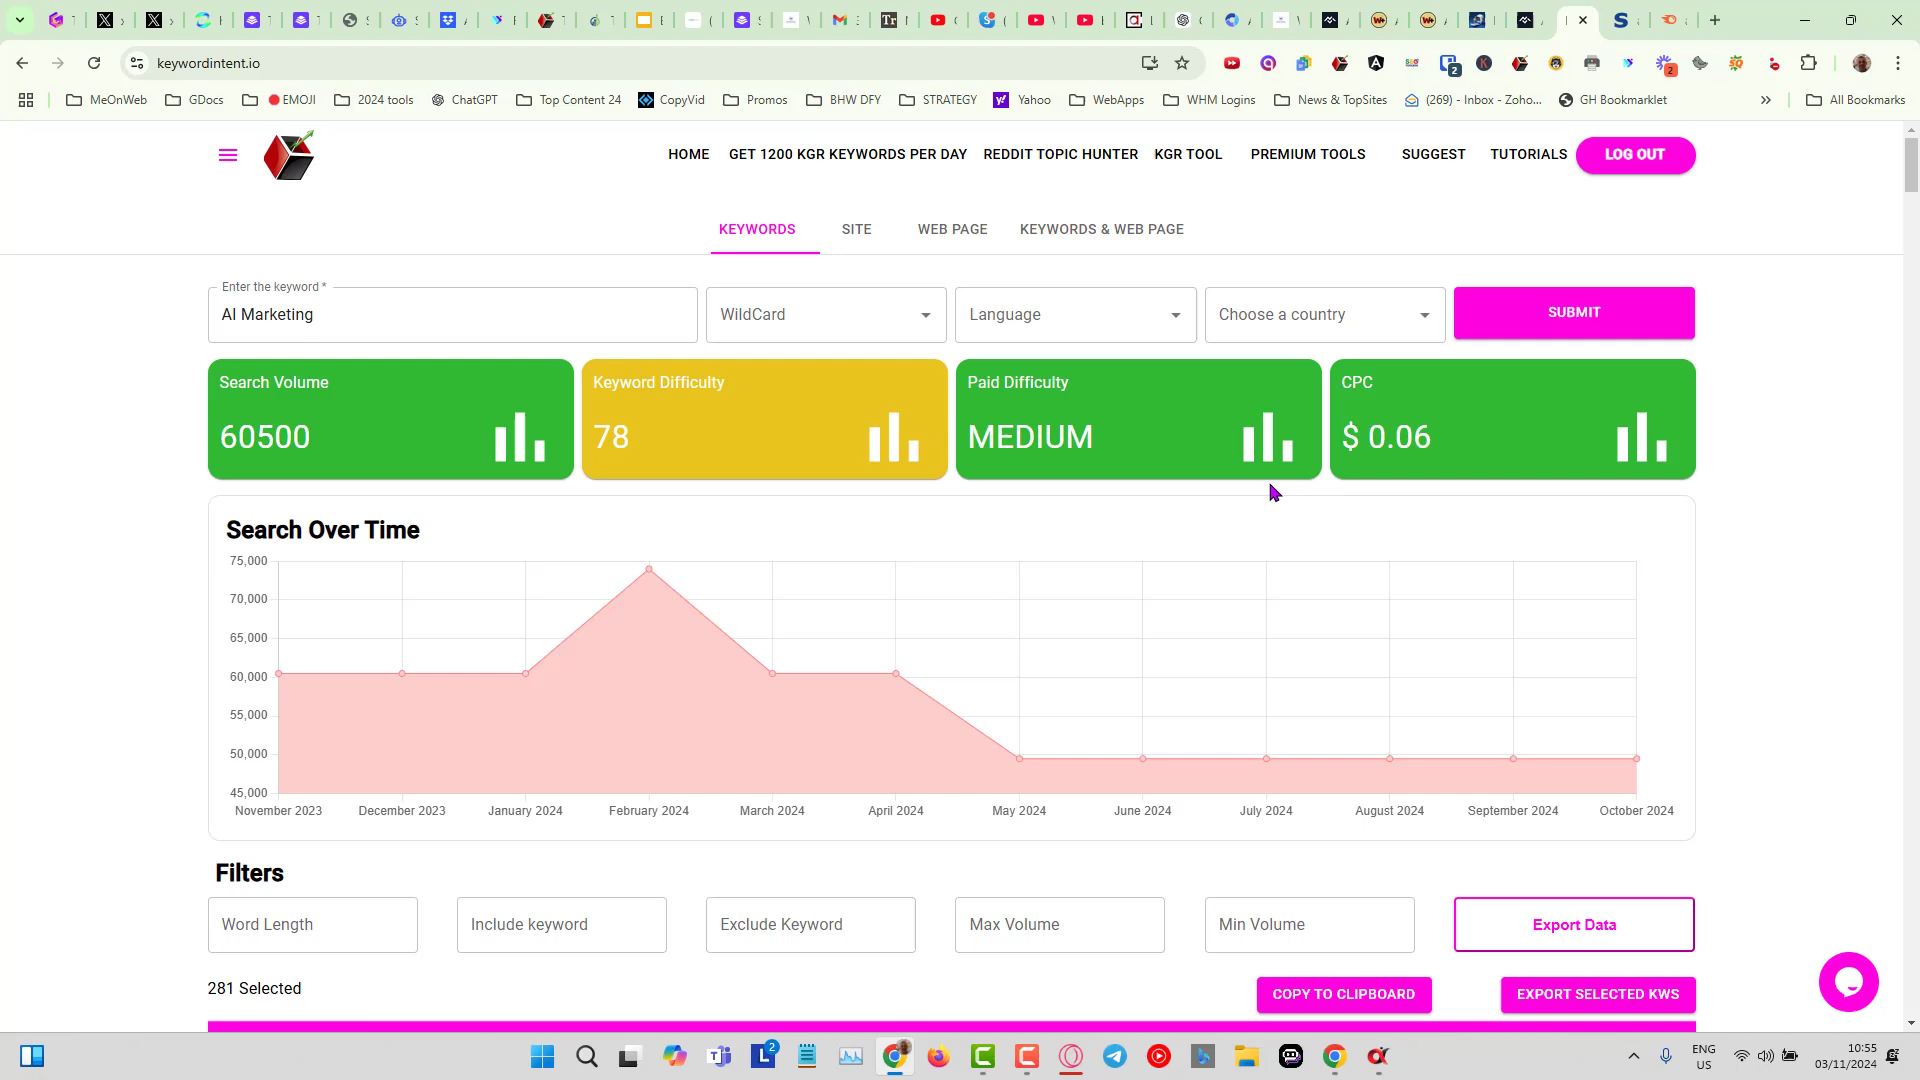 keywordintent.io
MeOnWeb
GDocs
EMOJI
2024 tools
ChatGPT
Top Content 24
CopyVid
Promos
BHW DFY
STRATEGY
Yahoo
WebApps
WHM Logins
News & TopSites
(269) - Inbox - Zoho...
GH Bookmarklet
»
All Bookmarks
HOME
GET 1200 KGR KEYWORDS PER DAY
REDDIT TOPIC HUNTER
KGR TOOL
PREMIUM TOOLS
SUGGEST
TUTORIALS
LOG OUT
KEYWORDS
SITE
WEB PAGE
KEYWORDS & WEB PAGE
Enter the keyword *
AI Marketing
WildCard
Language
Choose a country
SUBMIT
Search Volume
60500
Keyword Difficulty
78
Paid Difficulty
MEDIUM
CPC
$ 0.06
Search Over Time
75,000
70,000
65,000
60,000
55,000
50,000
45,000
November 2023
December 2023
January 2024
February 2024
March 2024
April 2024
May 2024
June 2024
July 2024
August 2024
September 2024
October 2024
Filters
Word Length
Include keyword
Exclude Keyword
Max Volume
Min Volume
Export Data
281 Selected
COPY TO CLIPBOARD
EXPORT SELECTED KWS
ENG
US
10:55
03/11/2024